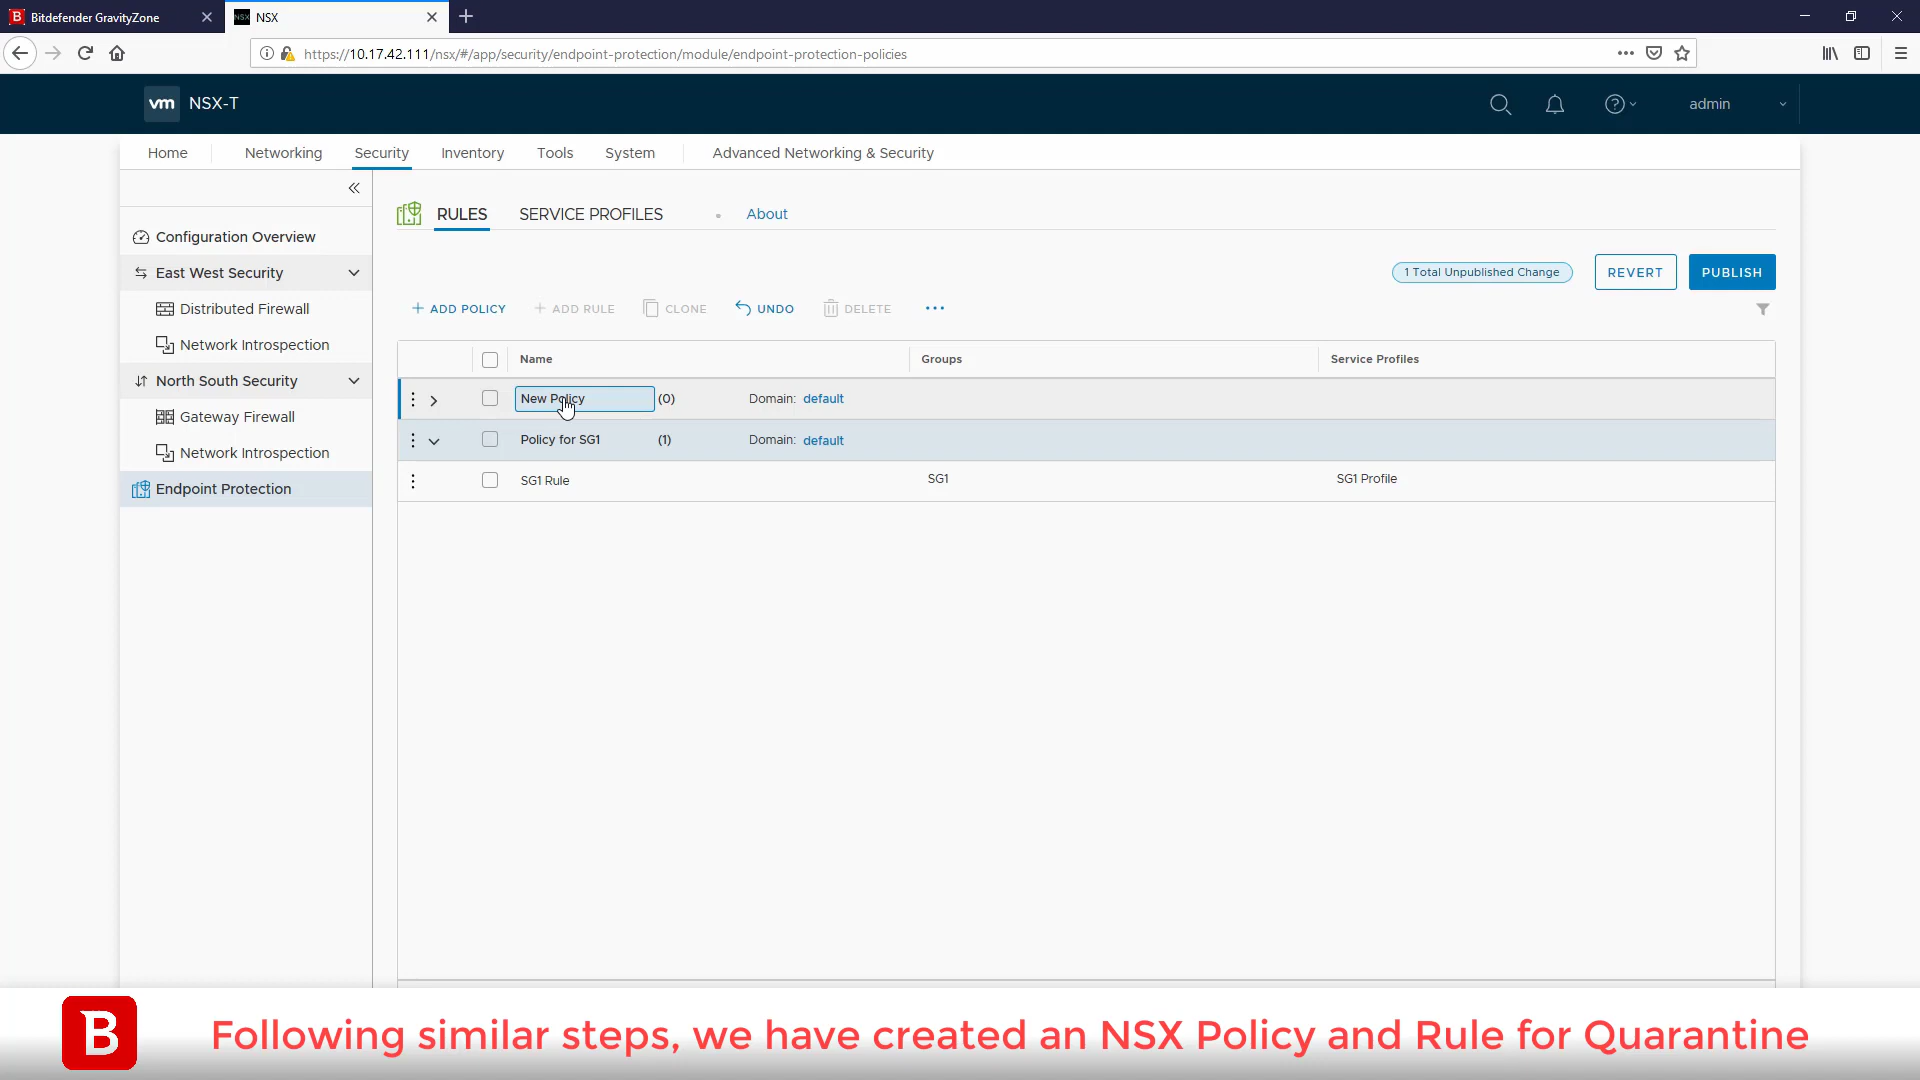 B Bitdefender GravityZone
NSX NSX
https://10.17.42.111/nsx/#/app/security/endpoint-protection/module/endpoint-protection-policies
vm NSX-T
admin
Home Networking Security Inventory Tools System Advanced Networking & Security
RULES SERVICE PROFILES About
Configuration Overview
East West Security
Distributed Firewall
Network Introspection
North South Security
Gateway Firewall
Network Introspection
Endpoint Protection
1 Total Unpublished Change REVERT PUBLISH
+ ADD POLICY + ADD RULE CLONE UNDO DELETE
Name Groups Service Profiles
New Policy (0) Domain: default
Policy for SG1 (1) Domain: default
SG1 Rule SG1 SG1 Profile
B Following similar steps, we have created an NSX Policy and Rule for Quarantine